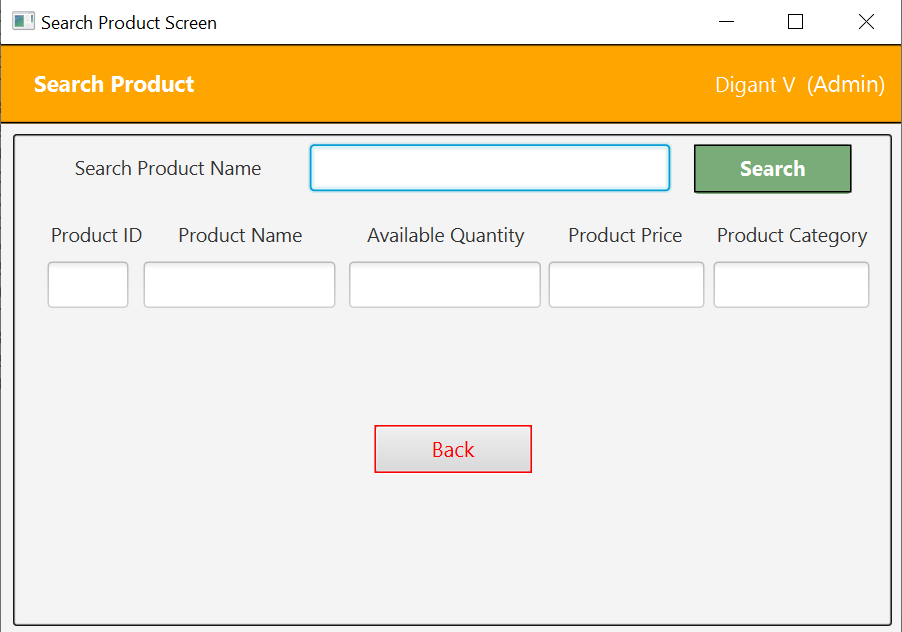 Search Product Screen
Search Product
Digant V (Admin)
Search Product Name
Search
Product ID
Product Name
Available Quantity
Product Price
Product Category
Back